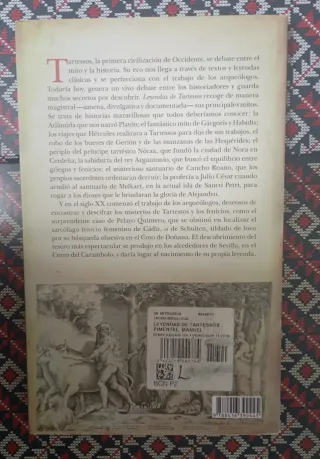 Tartessos, la primera civilización de Occidente, se debate entre el
mito y la historia. Su eco nos llega a través de textos y leyendas
clásicas y se perfecciona con el trabajo de los arqueólogos.
Todavía hoy, genera un vivo debate entre los historiadores y guarda
muchos secretos por descubrir. Leyendas de Tartessos recoge de manera
magistral —amena, divulgativa y documentada— sus principales mitos.
Se trata de historias maravillosas que todos deberíamos conocer: la
Atlántida que nos narró Platón; el fantástico mito de Gárgoris y Habidis;
los viajes que Hércules realizara a Tartessos para dos de sus trabajos, el
robo de los bueyes de Gerión y de las manzanas de las Hespérides; el
periplo del príncipe tartésico Nórax, que fundó la ciudad de Nora en
Cerdeña; la sabiduría del rey Argantonio, que buscó el equilibrio entre
griegos y fenicios; el misterioso santuario de Cancho Roano, que los
propios sacerdotes ordenaran destruir; la profecía a Julio César cuando
acudió al santuario de Melkart, en la actual isla de Sancti Petri, para
rogar a los dioses que le brindaran la gloria de Alejandro.
Y en el siglo XX comenzó el trabajo de los arqueólogos, deseosos de
encontrar y descifrar los misterios de Tartessos y los fenicios, como el
sorprendente caso de Pelayo Quintero, que se obsesionó en localizar el
sarcófago fenicio femenino de Cádiz, o de Schulten, tildado de loco
por su búsqueda obsesiva en el Coto de Doñana. El descubrimiento del
tesoro más espectacular se produjo en los alrededores de Sevilla, en el
Cerro del Carambolo, y daría lugar al nacimiento de su propia leyenda.
LEYENDAS DE TARTESSOS
PIMENTEL, MANUEL